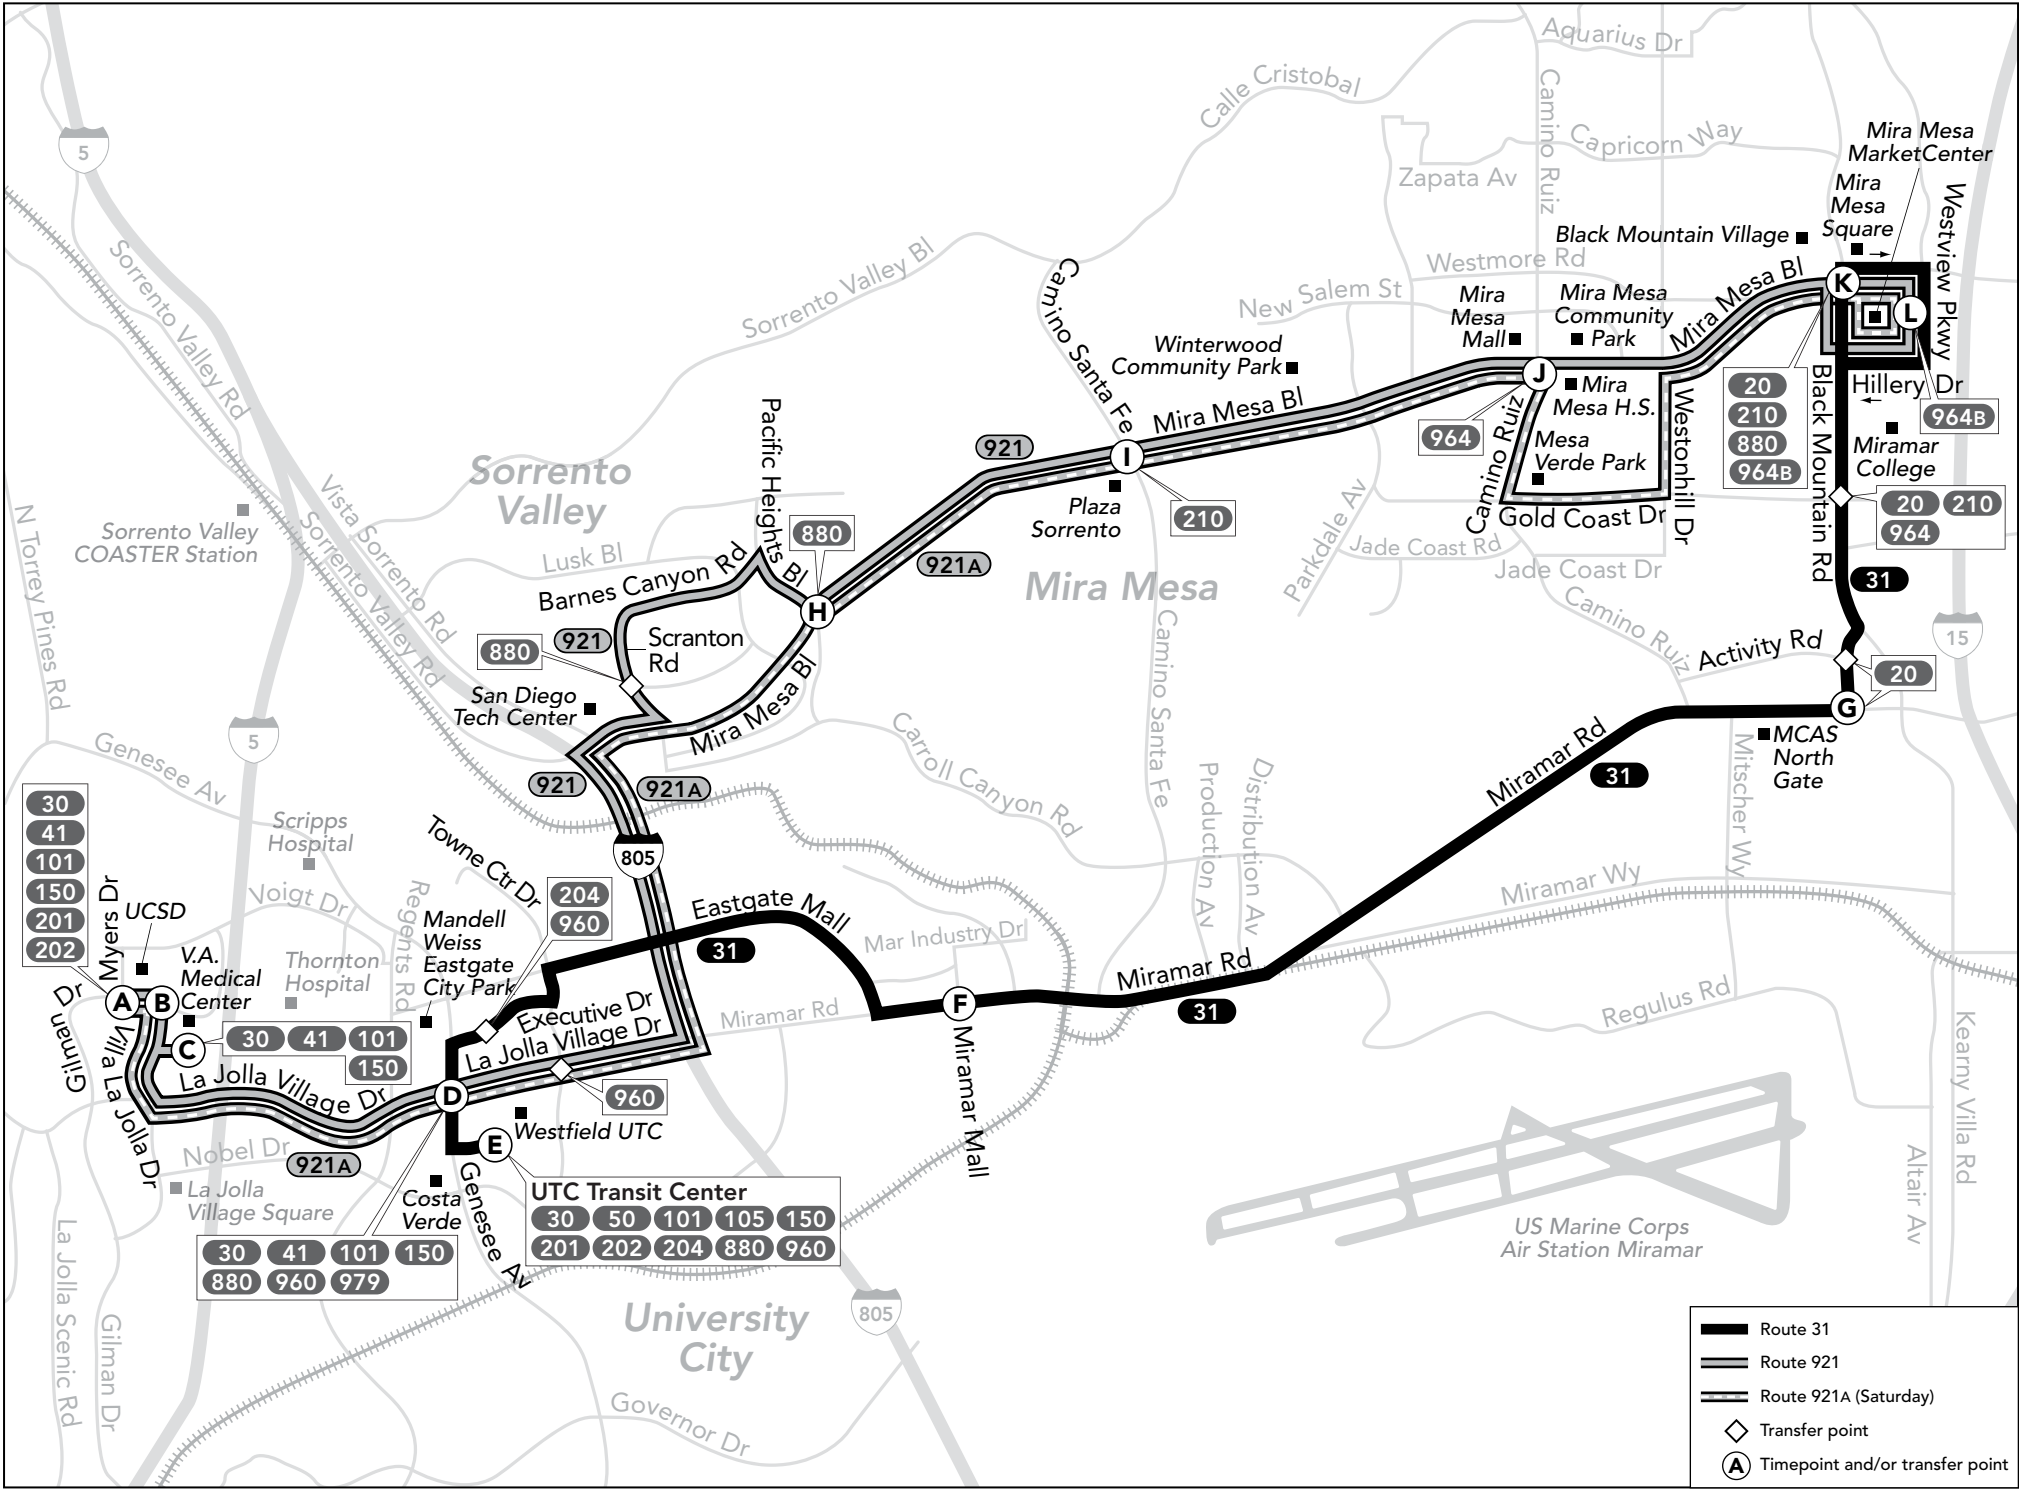 Aquarius Dr
Calle Cristobal
Camino Ruiz
Capricorn Way
Zapata Av
Mira Mesa
MarketCenter
Mira
Mesa
Square
Westview Pkwy
Black Mountain Village
5
Sorrento Valley Rd
Sorrento Valley Bl
Camino Santa Fe
Westmore Rd
New Salem St
Mira
Mesa
Mall
Mira Mesa
Community
Park
Mira Mesa Bl
K
L
Winterwood
Community Park
J
Mira
Mesa H.S.
Hillery Dr
20
210
880
964B
964B
Miramar
College
Black Mountain Rd
Pacific Heights Bl
921
Mira Mesa Bl
I
964
Camino Ruiz
Mesa
Verde Park
Westonhill Dr
Gold Coast Dr
Sorrento
Valley
Plaza
Sorrento
210
20 210
964
N Torrey Pines Rd
Sorrento Valley
COASTER Station
Vista Sorrento Rd
Sorrento Valley Rd
Lusk Bl
880
921A
Mira Mesa
Parkdale Av
Jade Coast Rd
Jade Coast Dr
31
Barnes Canyon Rd
H
921
Scranton
Rd
880
Camino Ruiz
Activity Rd
15
20
G
San Diego
Tech Center
Mira Mesa Bl
Camino Santa Fe
Carroll Canyon Rd
Miramar Rd
31
MCAS
North
Gate
Mitscher Wy
5
Genesee Av
921
921A
Production Av
Distribution Av
30
41
101
150
201
202
Scripps
Hospital
Towne Ctr Dr
805
Voigt Dr
Regents Rd
Myers Dr
UCSD
V.A.
Medical
Center
Thornton
Hospital
Mandell
Weiss
Eastgate
City Park
204
960
Eastgate Mall
31
Mar Industry Dr
Miramar Wy
Miramar Rd
31
A
B
C
Gilman Dr
Villa La Jolla Dr
30 41 101
150
Executive Dr
La Jolla Village Dr
Miramar Rd
F
Miramar Mall
Regulus Rd
Kearny Villa Rd
La Jolla Village Dr
D
960
Westfield UTC
E
Nobel Dr
921A
La Jolla
Village Square
Costa
Verde
Genesee Av
UTC Transit Center
30 50 101 105 150
201 202 204 880 960
30 41 101 150
880 960 979
US Marine Corps
Air Station Miramar
Altair Av
La Jolla Scenic Rd
Gilman Dr
University
City
805
Governor Dr
Route 31
Route 921
Route 921A (Saturday)
Transfer point
A Timepoint and/or transfer point